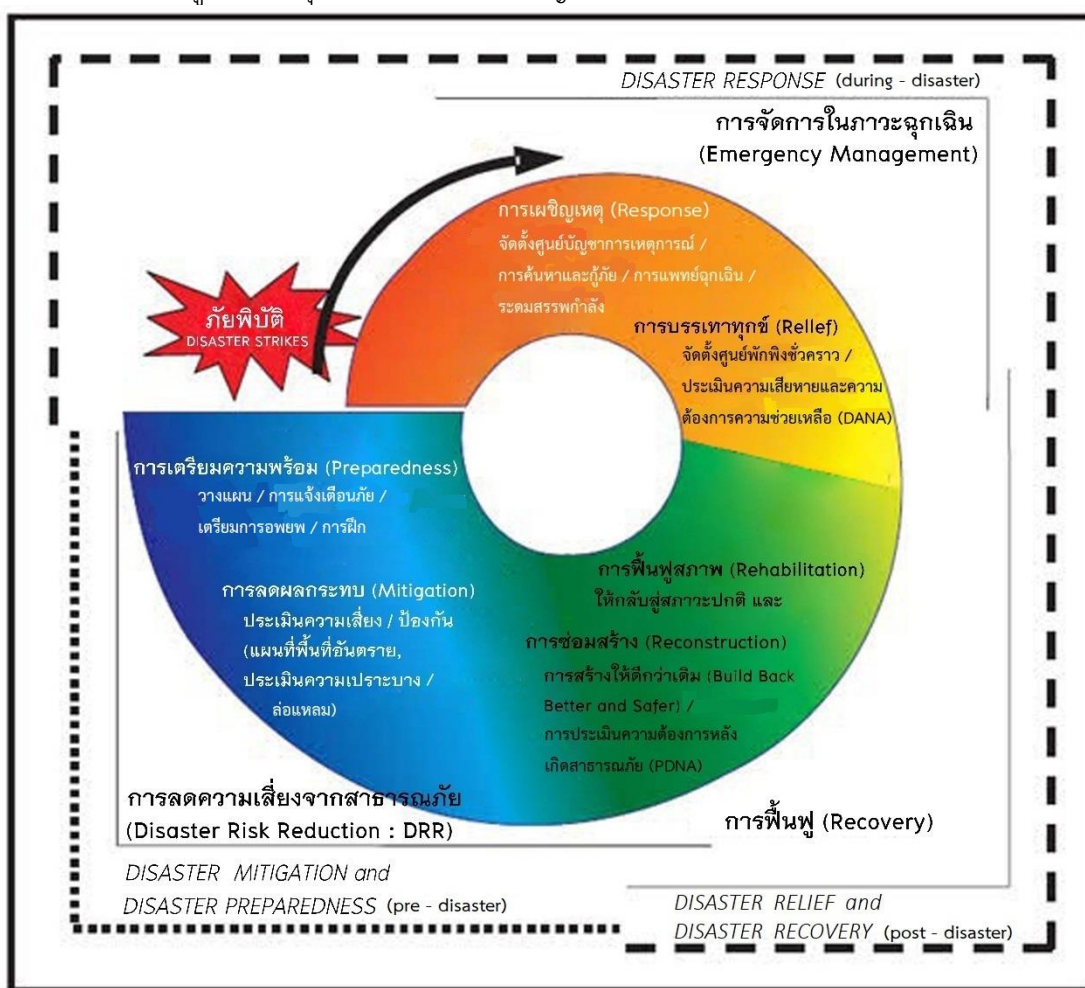 DISASTER RESPONSE (during - disaster)
การจัดการในภาวะฉุกเฉิน
(Emergency Management)
การเผชิญเหตุ (Response)
จัดตั้งศูนย์บัญชาการเหตุการณ์ /
การค้นหาและกู้ภัย / การแพทย์ฉุกเฉิน /
ระดมสรรพกำลัง
ภัยพิบัติ
DISASTER STRIKES
การบรรเทาทุกข์ (Rellef)
จัดตั้งศูนย์พักพิงชั่วคราว /
ประเมินความเสียหายและความ
ต้องการความช่วยเหลือ (DANA)
การเตรียมความพร้อม (Preparedness)
วางแผน / การแจ้งเตือนภัย /
เตรียมการอพยพ / การฝึก
การลดผลกระทบ (Mitigation)
ประเมินความเสี่ยง / ป้องกัน
(แผนที่พื้นที่อันตราย,
ประเมินความเปราะบาง /
ล่อแหลม)
การฟื้นฟูสภาพ (Rehabilitation)
ให้กลับสู่สภาวะปกติ และ
การซ่อมสร้าง (Reconstruction)
การสร้างให้ดีกว่าเดิม (Build Back
Better and Safer) /
การประเมินความต้องการหลัง
เกิดสาธารณภัย (PDNA)
การลดความเสี่ยงจากสาธารณภัย
(Disaster Risk Reduction : DRR)
การฟื้นฟู (Recovery)
DISASTER MITIGATION and
DISASTER PREPAREDNESS (pre - disaster)
DISASTER RELIEF and
DISASTER RECOVERY (post - disaster)